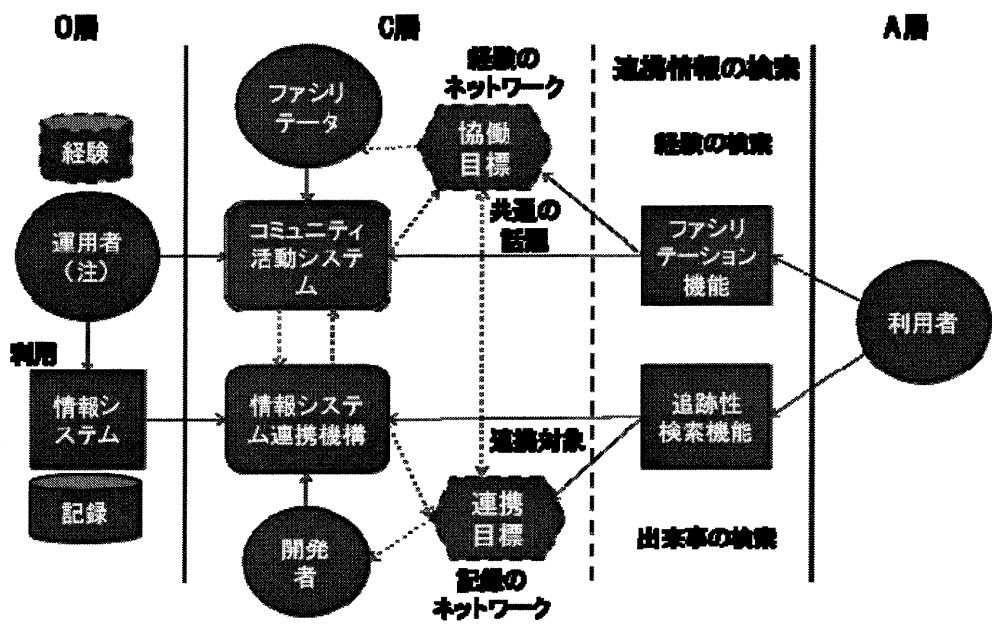 O層
C層
A層
経験
運用者
(注)
利用
情報シ
ステム
記録
ファシリ
テータ
経験の
ネットワーク
協働
目標
共通の
話題
コミュニティ
活動システ
ム
情報システ
ム連携機構
開発
者
連携対象
連携
目標
記録の
ネットワーク
連携情報の検索
経験の検索
ファシリ
テーション
機能
追跡性
検索機能
出来事の検索
利用者